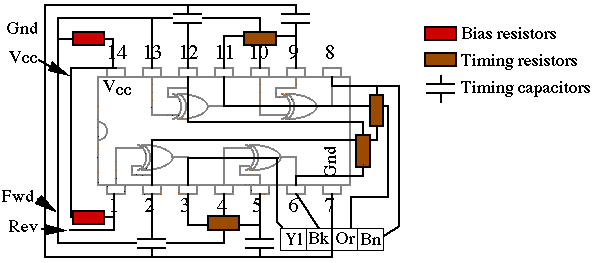 Gnd
Vcc
14 13 12 11 10 9 8
Vcc
Gnd
Fwd
Rev
1 2 3 4 5 6 7
Yl Bk Or Bn
Bias resistors
Timing resistors
Timing capacitors